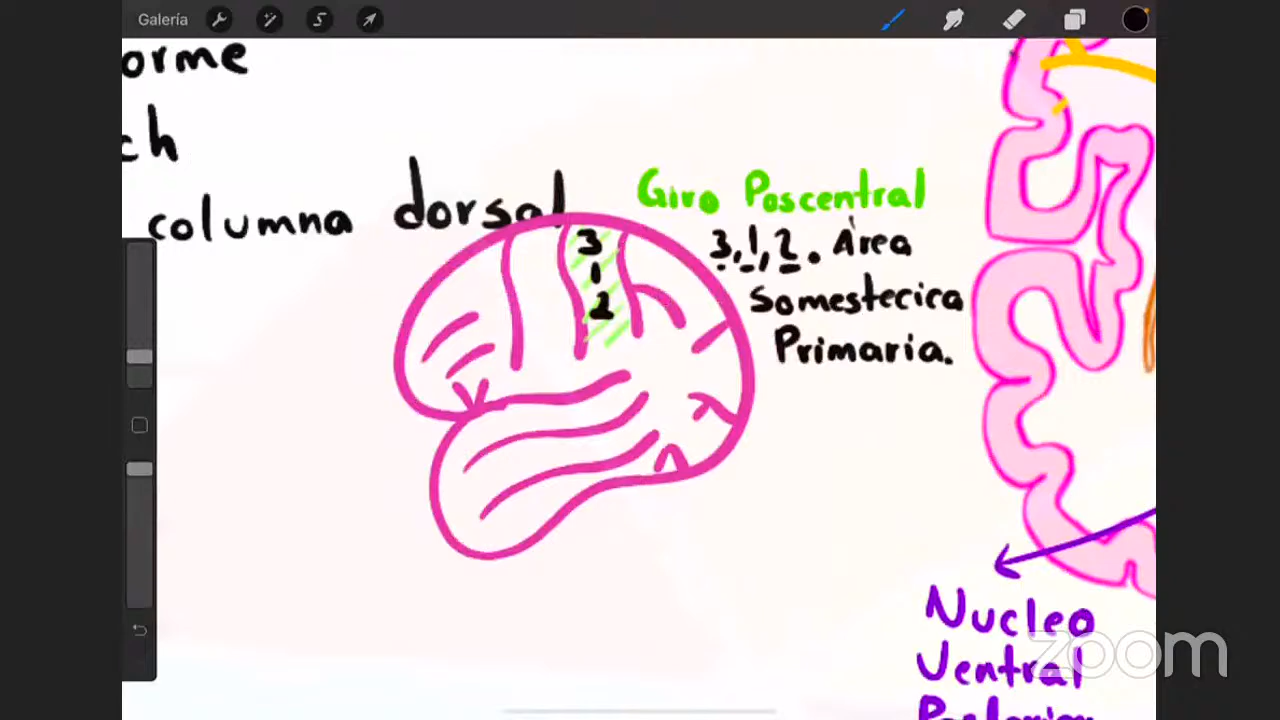 Galería
orme
ch
columna dorsal
Giro Poscentral
3,1,2. Área
Somestecica
Primaria.
3
1
2
Nucleo
Ventral
Posterior
zoom